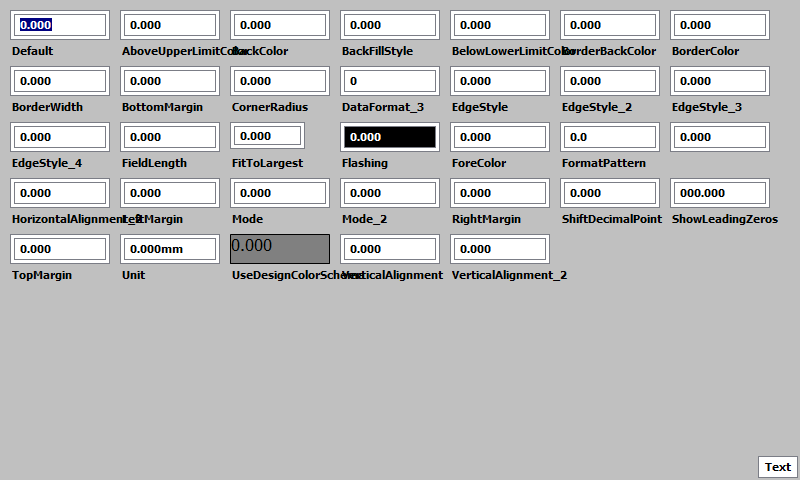 0.000 0.000 0.000 0.000 0.000 0.000 0.000
Default AboveUpperLimitColor BackColor BackFillStyle BelowLowerLimitColor BorderBackColor BorderColor
0.000 0.000 0.000 0 0.000 0.000 0.000
BorderWidth BottomMargin CornerRadius DataFormat_3 EdgeStyle EdgeStyle_2 EdgeStyle_3
0.000 0.000 0.000 0.000 0.000 0.0 0.000
EdgeStyle_4 FieldLength FitToLargest Flashing ForeColor FormatPattern
0.000 0.000 0.000 0.000 0.000 0.000 000.000
HorizontalAlignment_2 LeftMargin Mode Mode_2 RightMargin ShiftDecimalPoint ShowLeadingZeros
0.000 0.000mm 0.000 0.000 0.000
TopMargin Unit UseDesignColorScheme VerticalAlignment VerticalAlignment_2
Text